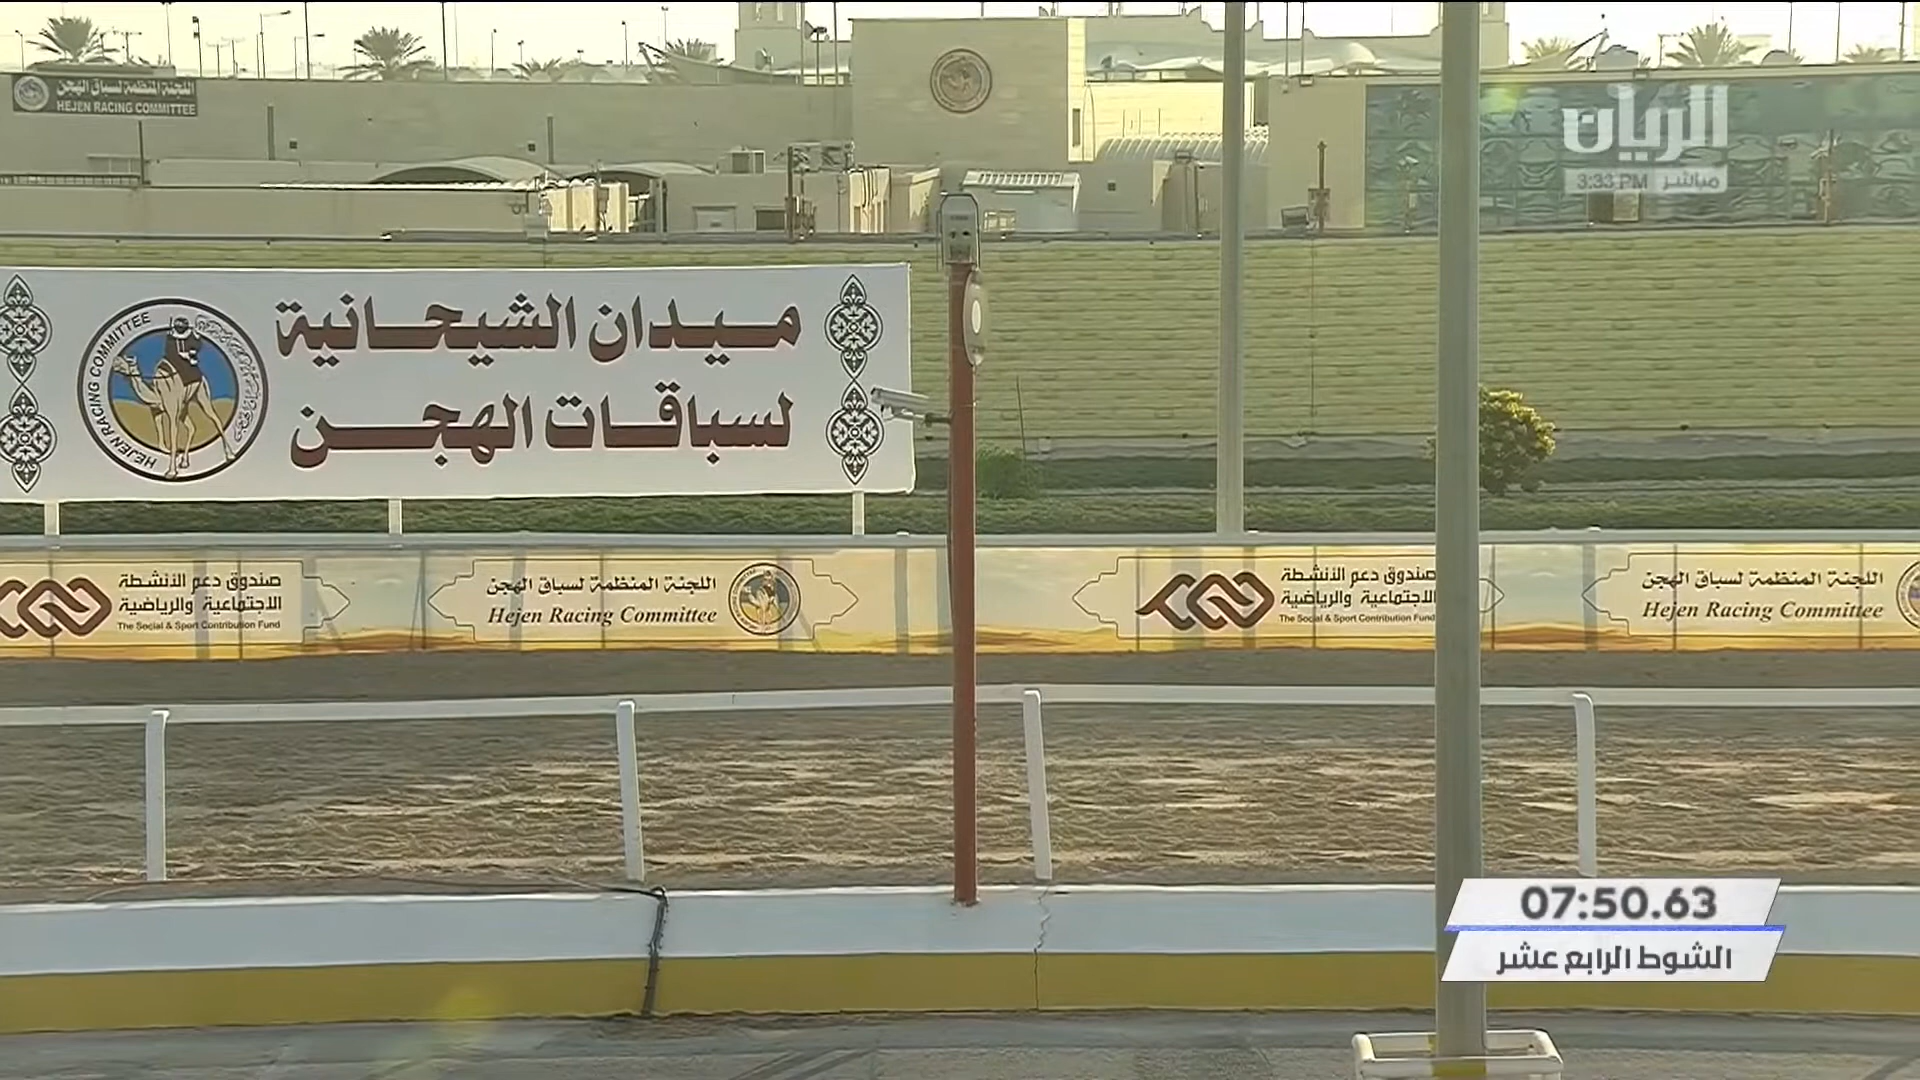 اللجنة المنظمة لسباق الهجن
HEJEN RACING COMMITTEE
الريان
3:33 PM مباشر
ميدان الشيحانية
لسباقات الهجن
HEJEN RACING COMMITTEE
صندوق دعم الأنشطة
الاجتماعية والرياضية
The Social & Sport Contribution Fund
اللجنة المنظمة لسباق الهجن
Hejen Racing Committee
صندوق دعم الأنشطة
الاجتماعية والرياضية
The Social & Sport Contribution Fund
اللجنة المنظمة لسباق الهجن
Hejen Racing Committee
07:50.63
الشوط الرابع عشر